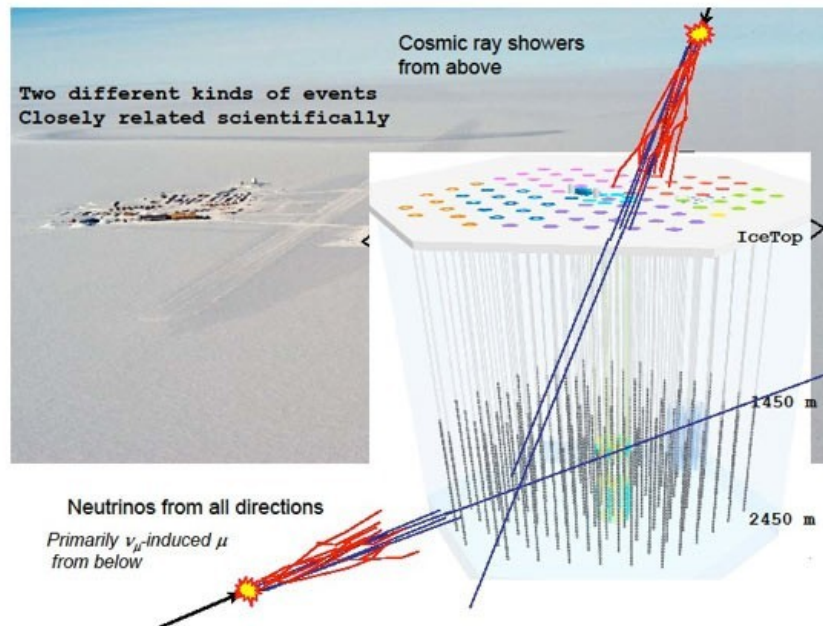 Cosmic ray showers
from above
Two different kinds of events
Closely related scientifically
IceTop
1450 m
2450 m
Neutrinos from all directions
Primarily νμ-induced μ
from below